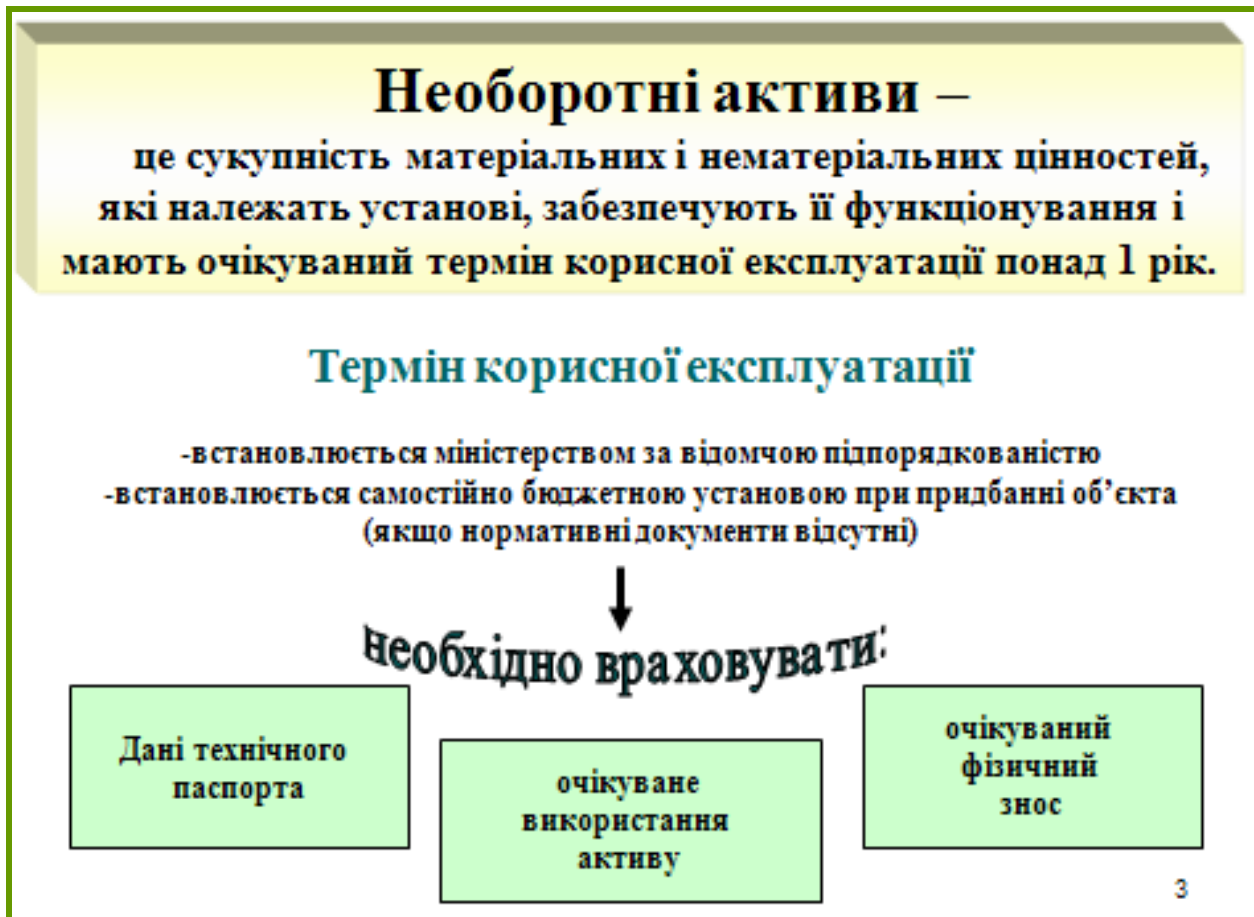 Необоротні активи –
це сукупність матеріальних і нематеріальних цінностей,
які належать установі, забезпечують її функціонування і
мають очікуваний термін корисної експлуатації понад 1 рік.
Термін корисної експлуатації
-встановлюється міністерством за відомчою підпорядкованістю
-встановлюється самостійно бюджетною установою при придбанні об’єкта
(якщо нормативні документи відсутні)
необхідно враховувати:
Дані технічного
паспорта
очікуване
використання
активу
очікуваний
фізичний
знос
3